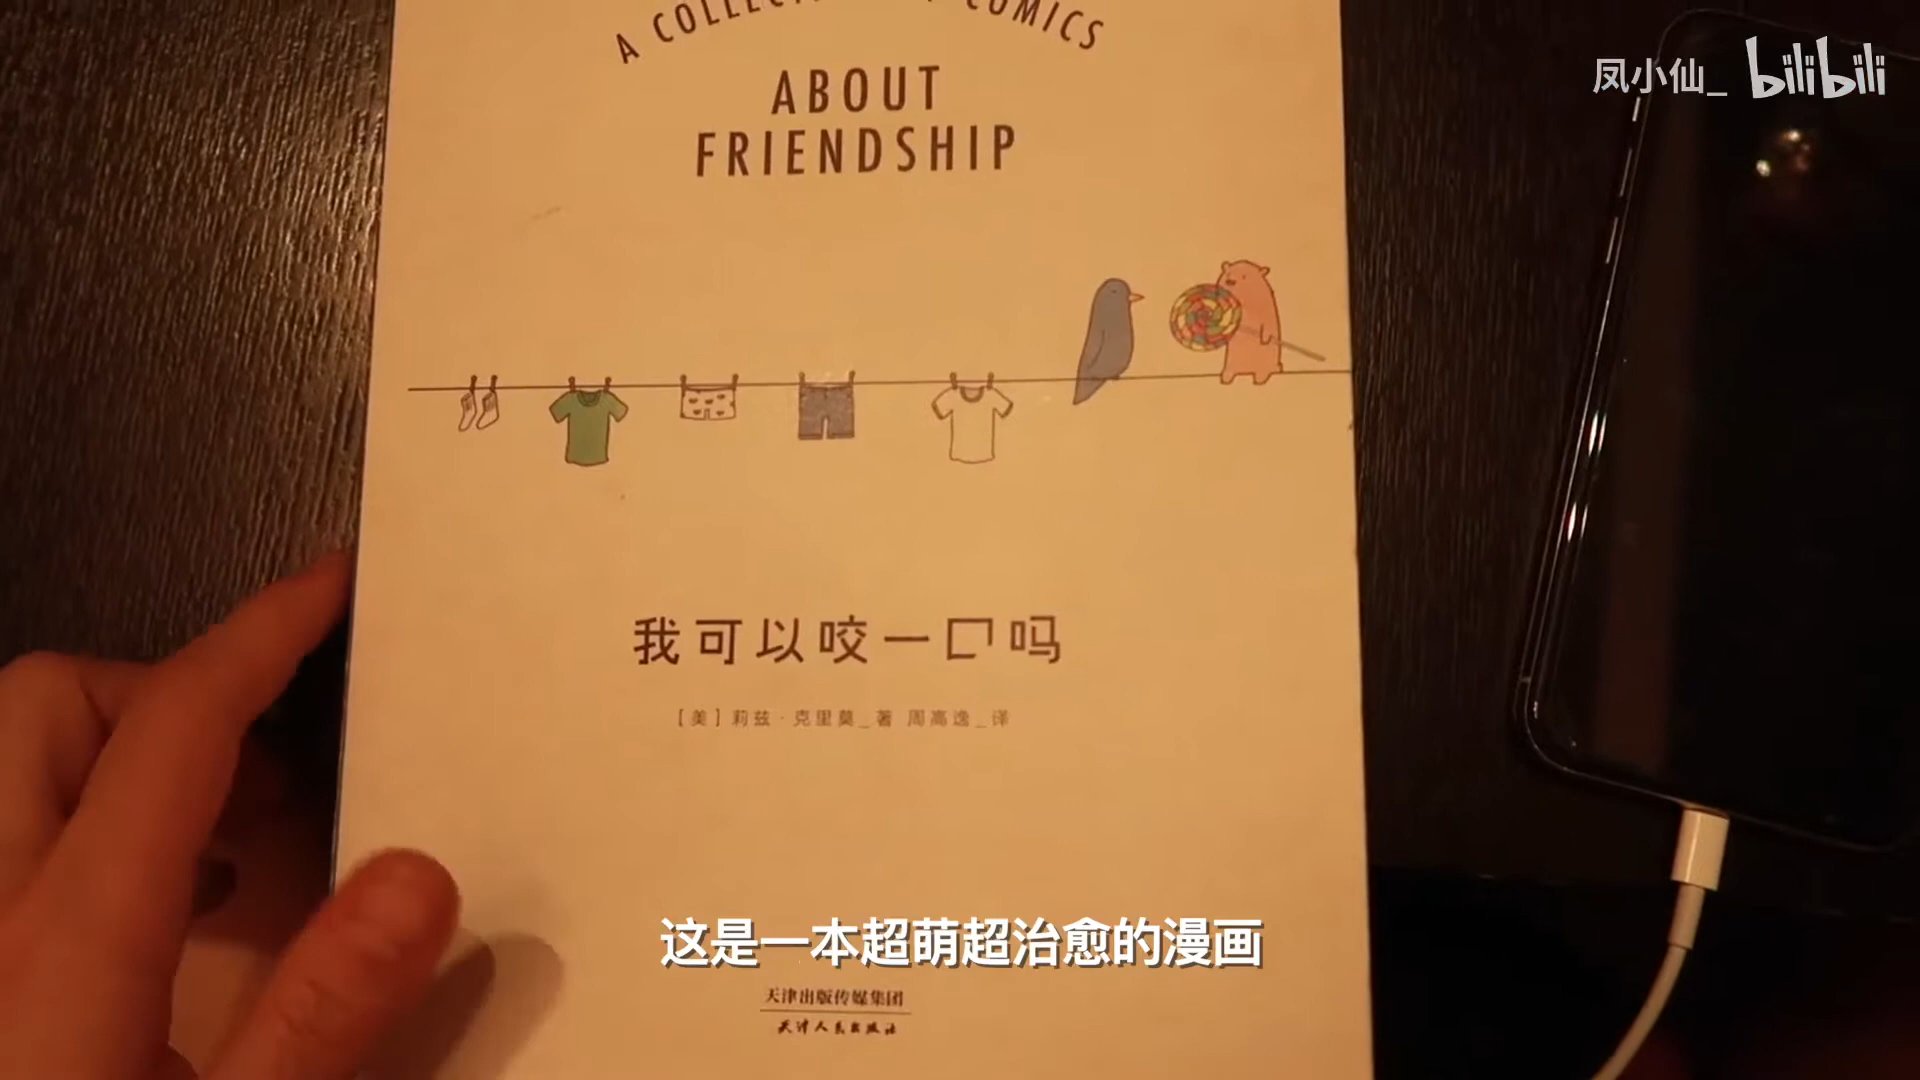 凤小仙_ bilibili
A COMICS
ABOUT
FRIENDSHIP
我可以咬一口吗
[美]莉兹·克里莫_著 周高逸_译
这是一本超萌超治愈的漫画
天津出版传媒集团
天津人民出版社